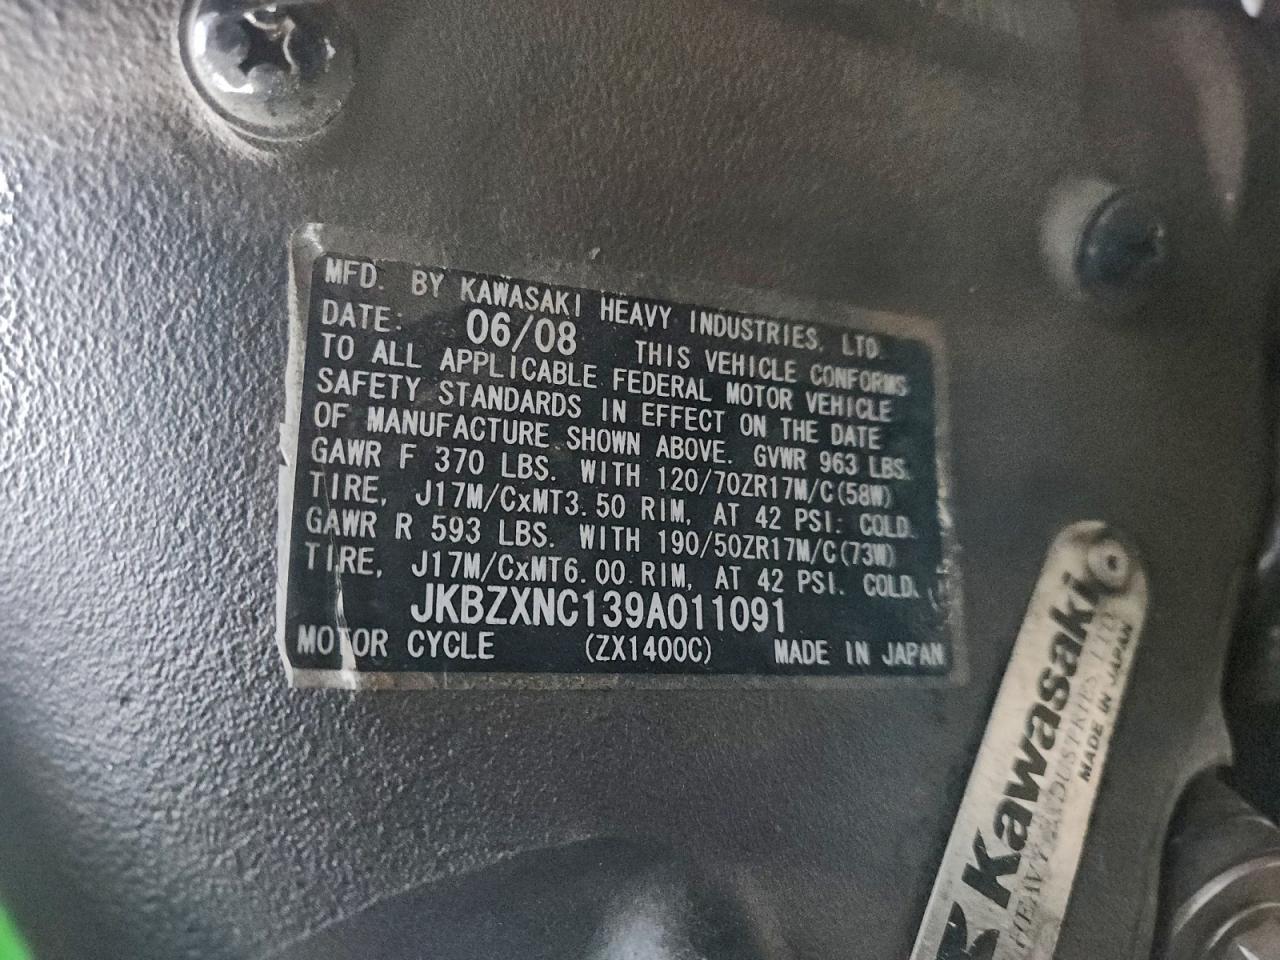 MFD. BY KAWASAKI HEAVY INDUSTRIES, LTD.
DATE: 06/08 THIS VEHICLE CONFORMS
TO ALL APPLICABLE FEDERAL MOTOR VEHICLE
SAFETY STANDARDS IN EFFECT ON THE DATE
OF MANUFACTURE SHOWN ABOVE. GVWR 963 LBS.
GAWR F 370 LBS. WITH 120/70ZR17M/C(58W)
TIRE, J17M/CxMT3.50 RIM, AT 42 PSI. COLD.
GAWR R 593 LBS. WITH 190/50ZR17M/C(73W)
TIRE, J17M/CxMT6.00 RIM, AT 42 PSI. COLD.
JKBZXNC139A011091
MOTOR CYCLE (ZX1400C) MADE IN JAPAN
Kawasaki
HEAVY INDUSTRIES, LTD.
MADE IN JAPAN